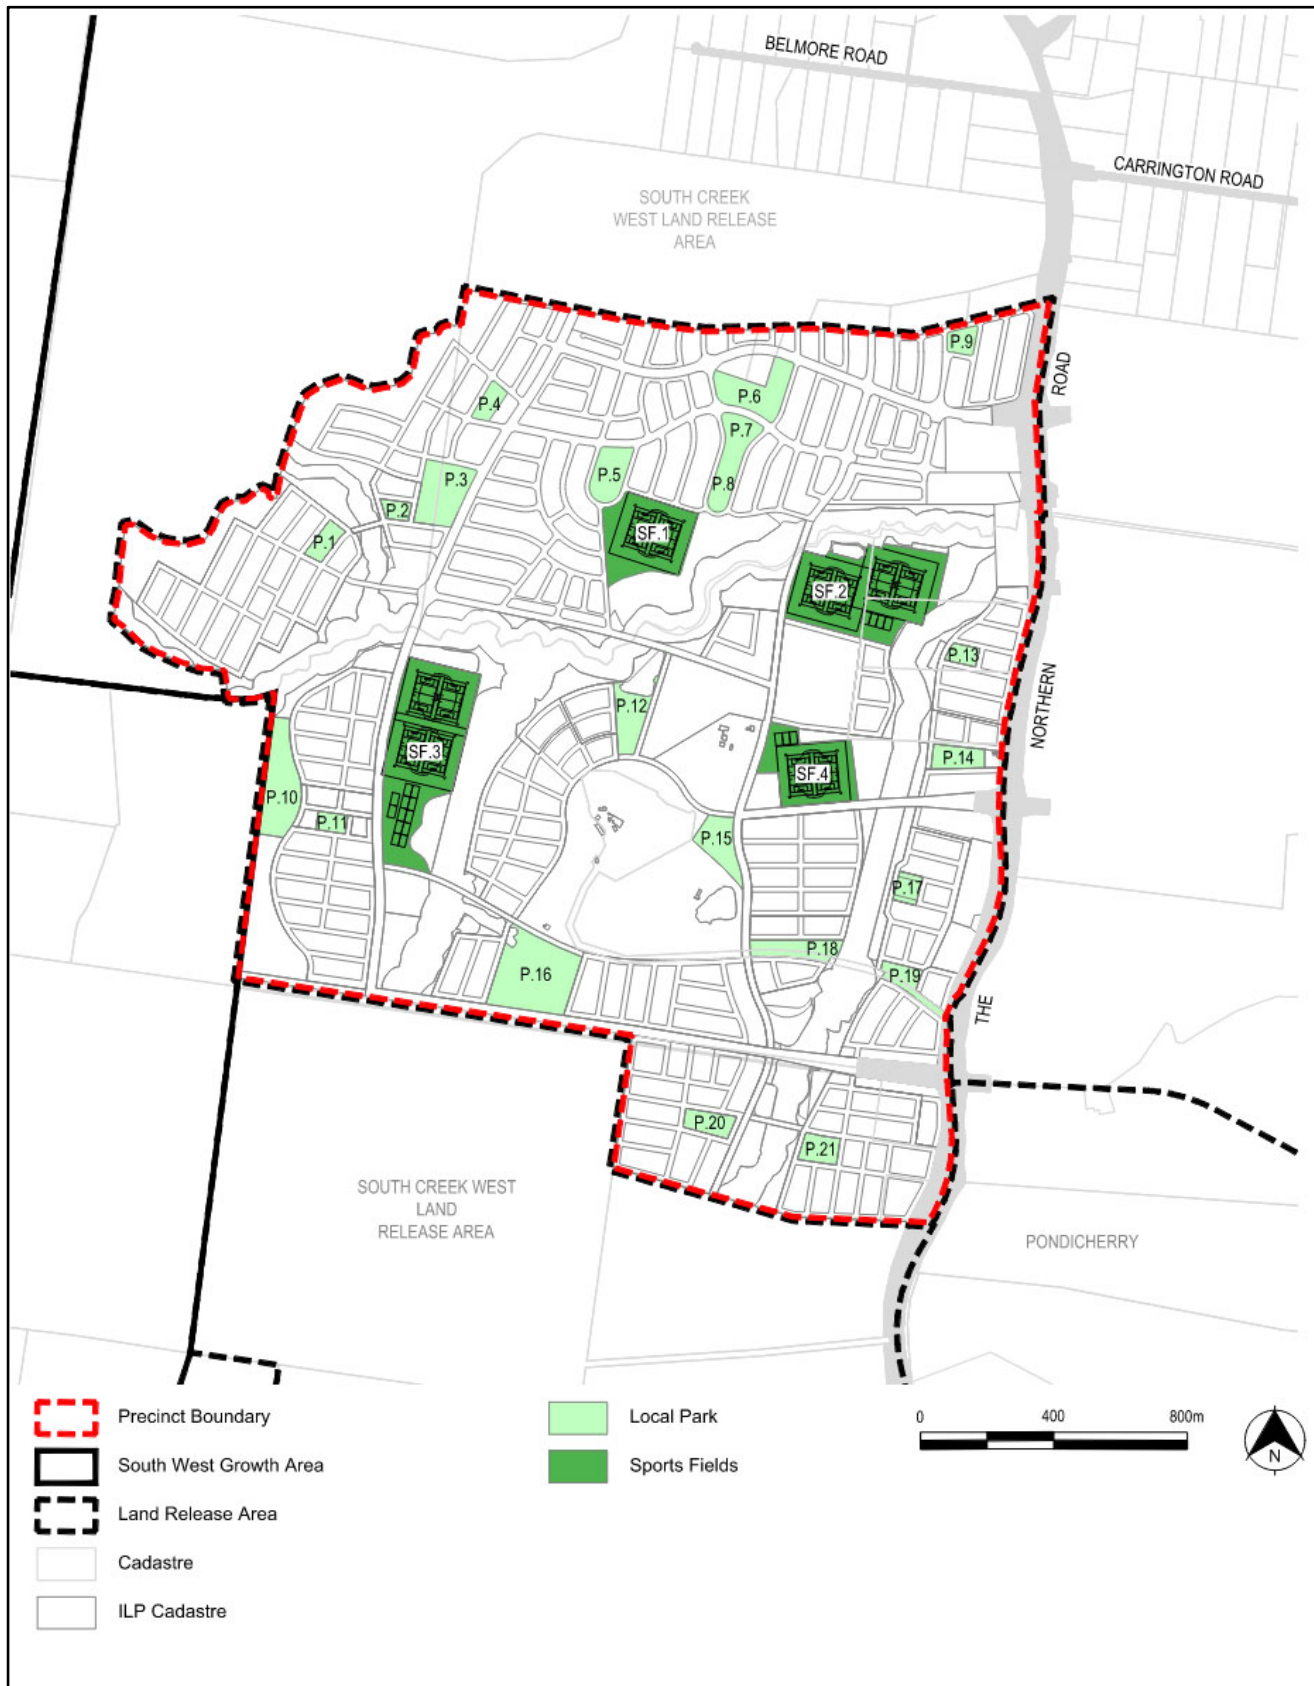 BELMORE ROAD
CARRINGTON ROAD
SOUTH CREEK
WEST LAND RELEASE
AREA
P.9
ROAD
P.6
P.4
P.7
P.3
P.5
P.8
P.2
SF.1
P.1
SF.2
P.13
NORTHERN
P.12
SF.3
P.14
SF.4
P.10
P.11
P.15
P.17
P.18
P.16
P.19
THE
P.20
P.21
SOUTH CREEK WEST
LAND
RELEASE AREA
PONDICHERRY
Precinct Boundary
South West Growth Area
Land Release Area
Cadastre
ILP Cadastre
Local Park
Sports Fields
0 400 800m
N